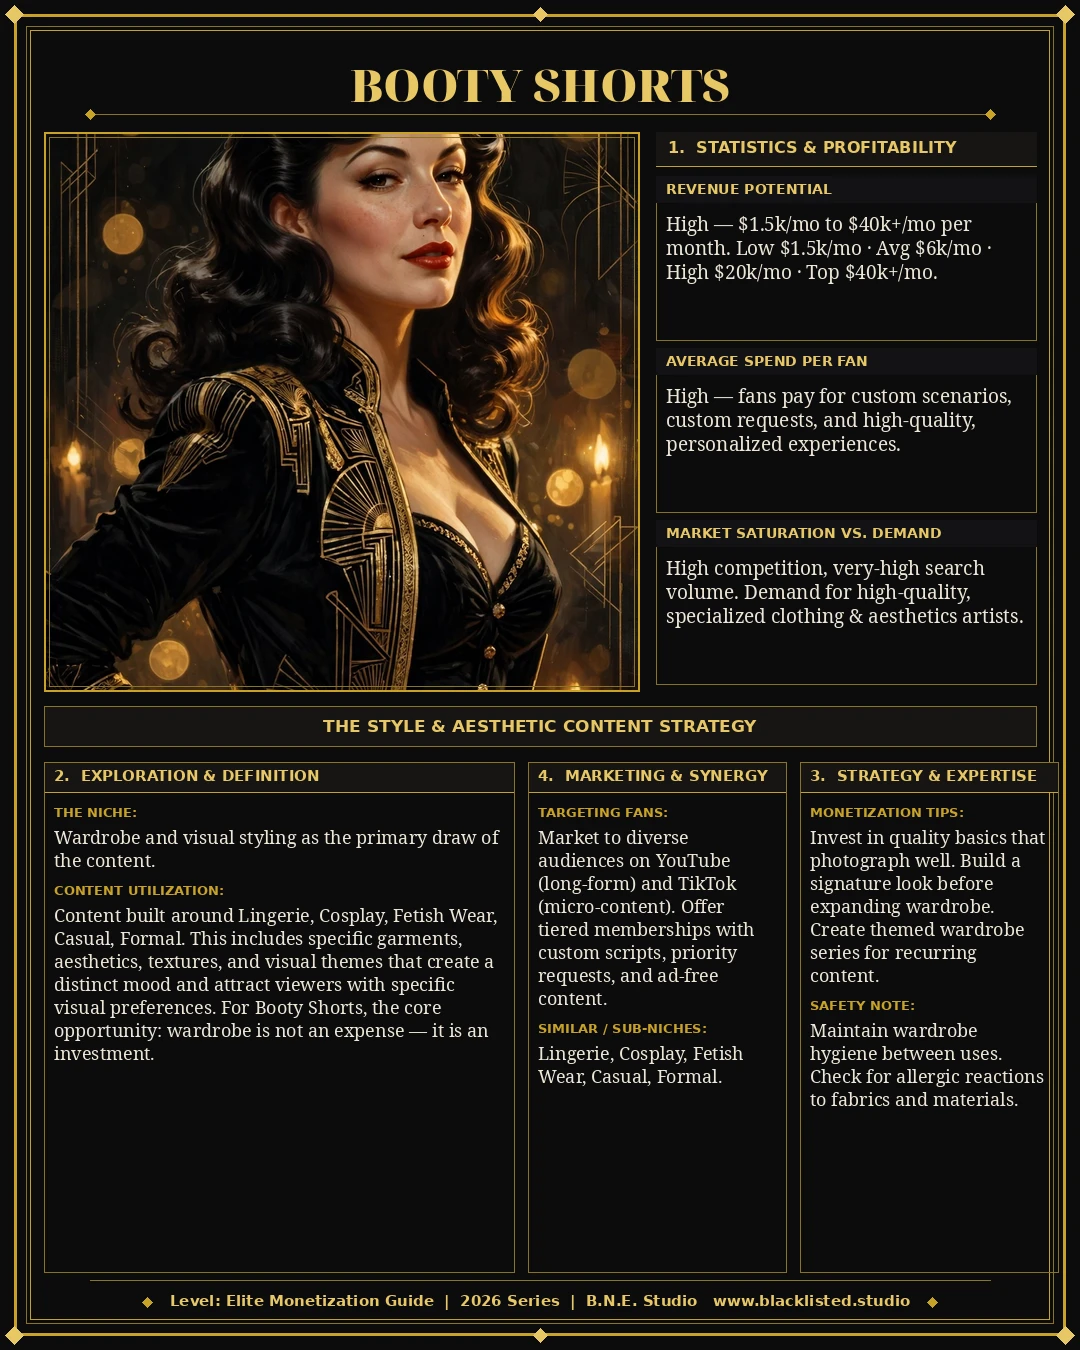 BOOTY SHORTS
1. STATISTICS & PROFITABILITY
REVENUE POTENTIAL
High — $1.5k/mo to $40k+/mo per
month. Low $1.5k/mo · Avg $6k/mo ·
High $20k/mo · Top $40k+/mo.
AVERAGE SPEND PER FAN
High — fans pay for custom scenarios,
custom requests, and high-quality,
personalized experiences.
MARKET SATURATION VS. DEMAND
High competition, very-high search
volume. Demand for high-quality,
specialized clothing & aesthetics artists.
THE STYLE & AESTHETIC CONTENT STRATEGY
2. EXPLORATION & DEFINITION
THE NICHE:
Wardrobe and visual styling as the primary draw of
the content.
CONTENT UTILIZATION:
Content built around Lingerie, Cosplay, Fetish Wear,
Casual, Formal. This includes specific garments,
aesthetics, textures, and visual themes that create a
distinct mood and attract viewers with specific
visual preferences. For Booty Shorts, the core
opportunity: wardrobe is not an expense — it is an
investment.
4. MARKETING & SYNERGY
TARGETING FANS:
Market to diverse
audiences on YouTube
(long-form) and TikTok
(micro-content). Offer
tiered memberships with
custom scripts, priority
requests, and ad-free
content.
SIMILAR / SUB-NICHES:
Lingerie, Cosplay, Fetish
Wear, Casual, Formal.
3. STRATEGY & EXPERTISE
MONETIZATION TIPS:
Invest in quality basics that
photograph well. Build a
signature look before
expanding wardrobe.
Create themed wardrobe
series for recurring
content.
SAFETY NOTE:
Maintain wardrobe
hygiene between uses.
Check for allergic reactions
to fabrics and materials.
Level: Elite Monetization Guide | 2026 Series | B.N.E. Studio www.blacklisted.studio